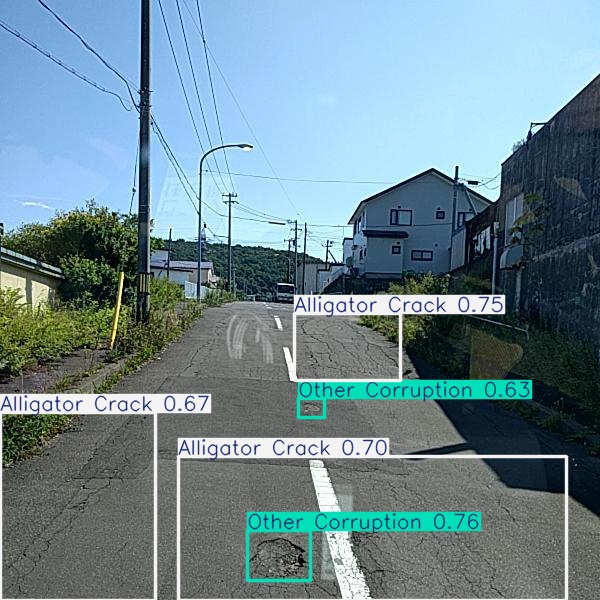 Alligator Crack 0.75
Other Corruption 0.63
Alligator Crack 0.67
Alligator Crack 0.70
Other Corruption 0.76